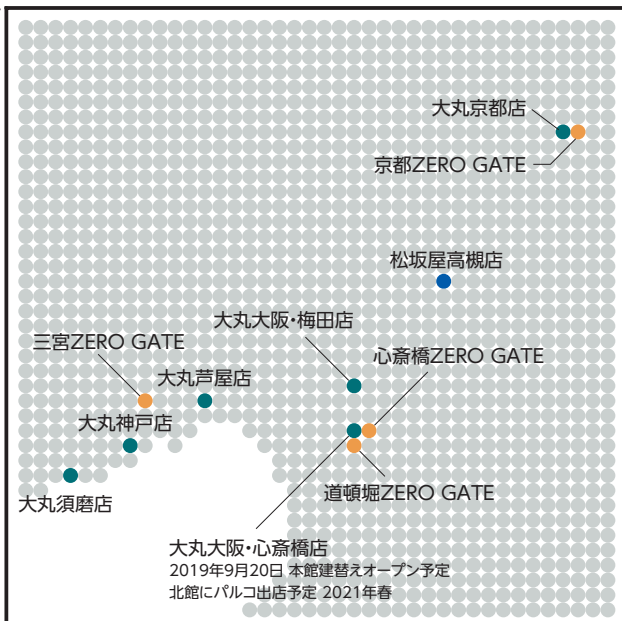 大丸京都店
京都ZERO GATE
松坂屋高槻店
大丸大阪・梅田店
三宮ZERO GATE
心斎橋ZERO GATE
大丸芦屋店
大丸神戸店
道頓堀ZERO GATE
大丸須磨店
大丸大阪・心斎橋店
2019年9月20日 本館建替えオープン予定
北館にパルコ出店予定 2021年春